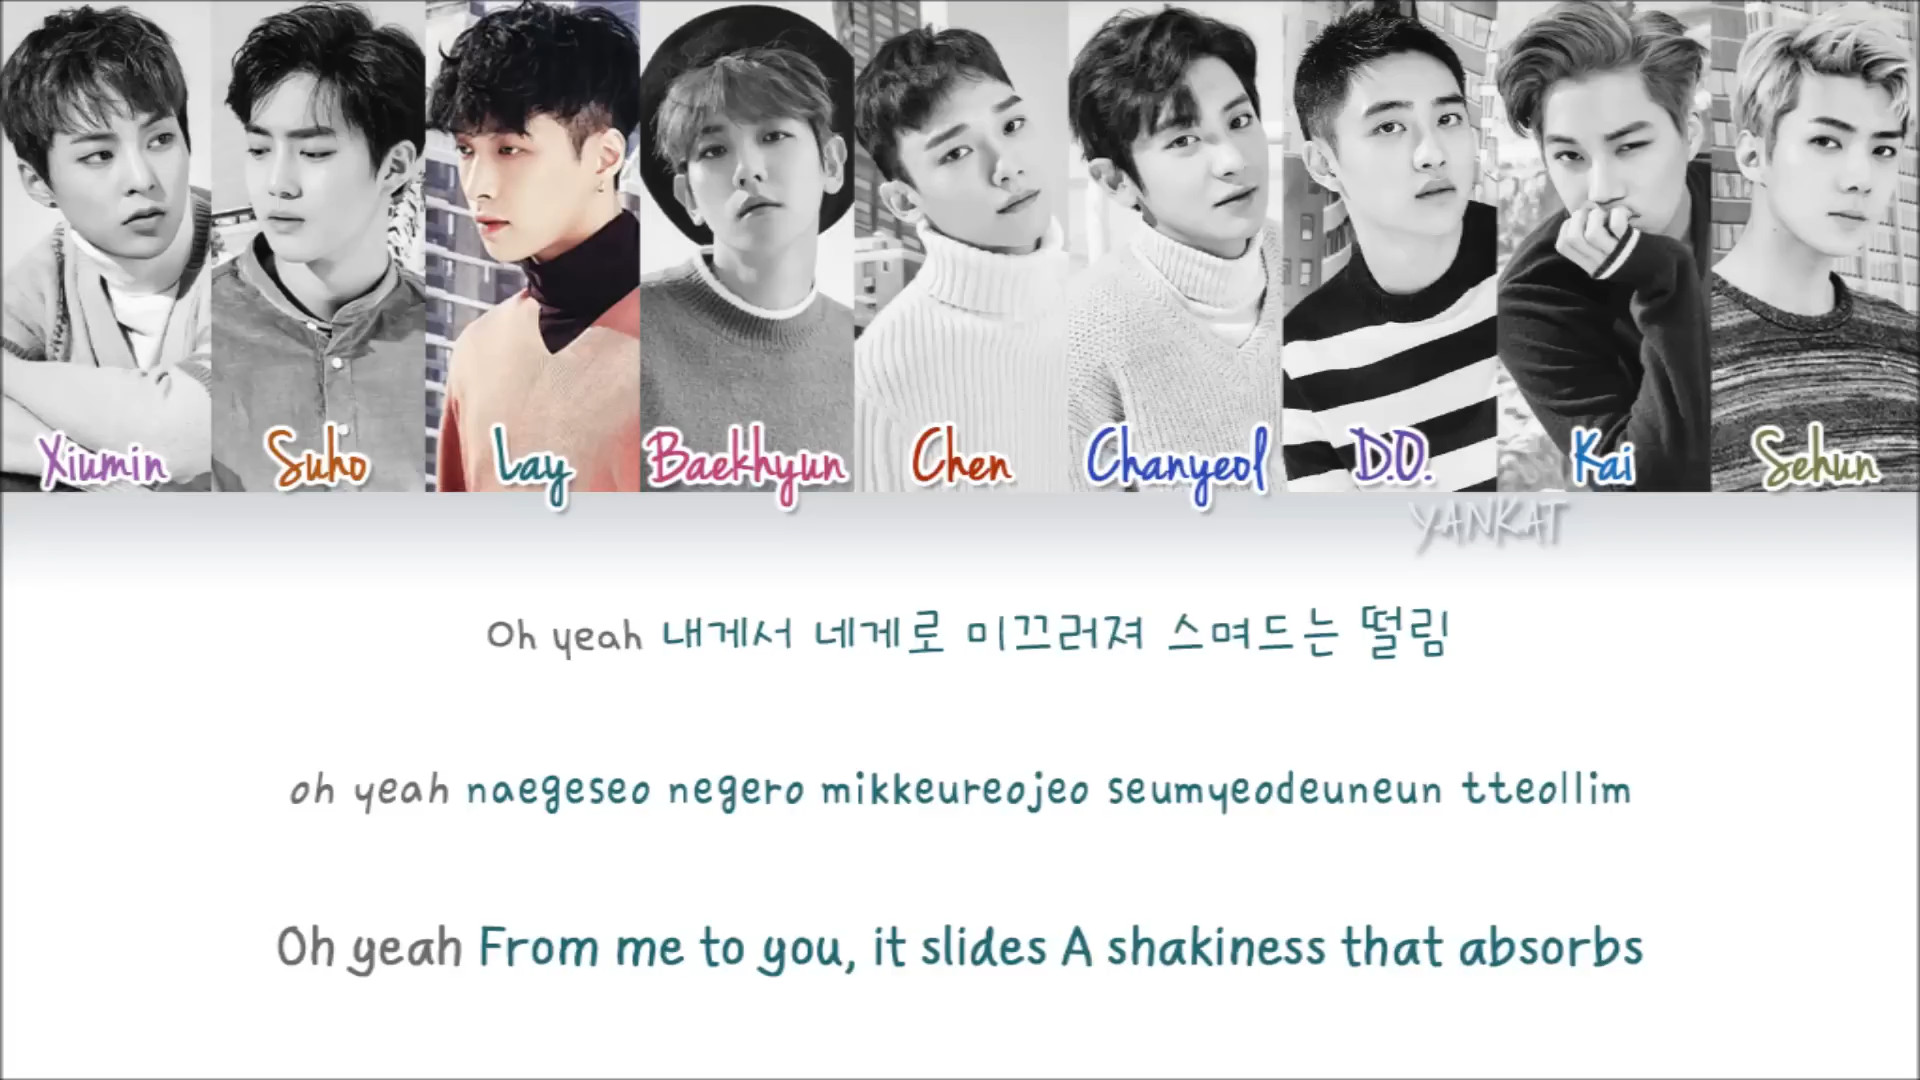 Xiumin Suho Lay Baekhyun Chen Chanyeol D.O. Kai Sehun
YANKAT
Oh yeah 내게서 네게로 미끄러져 스며드는 떨림
oh yeah naegeseo negero mikkeureojeo seumyeodeuneun tteollim
Oh yeah From me to you, it slides A shakiness that absorbs